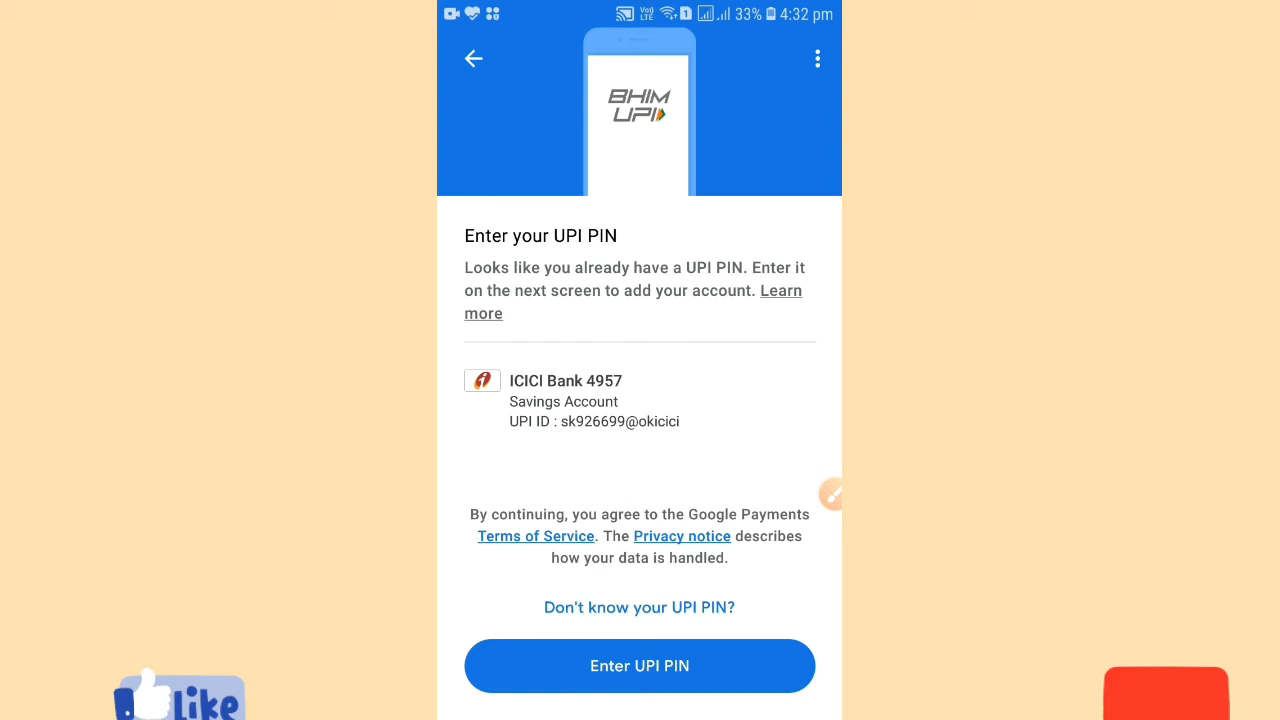 Voo) LTE 1 33% 4:32 pm
BHIM
UPI
Enter your UPI PIN
Looks like you already have a UPI PIN. Enter it
on the next screen to add your account. Learn
more
ICICI Bank 4957
Savings Account
UPI ID : sk926699@okicici
By continuing, you agree to the Google Payments
Terms of Service. The Privacy notice describes
how your data is handled.
Don't know your UPI PIN?
Enter UPI PIN
LiKe